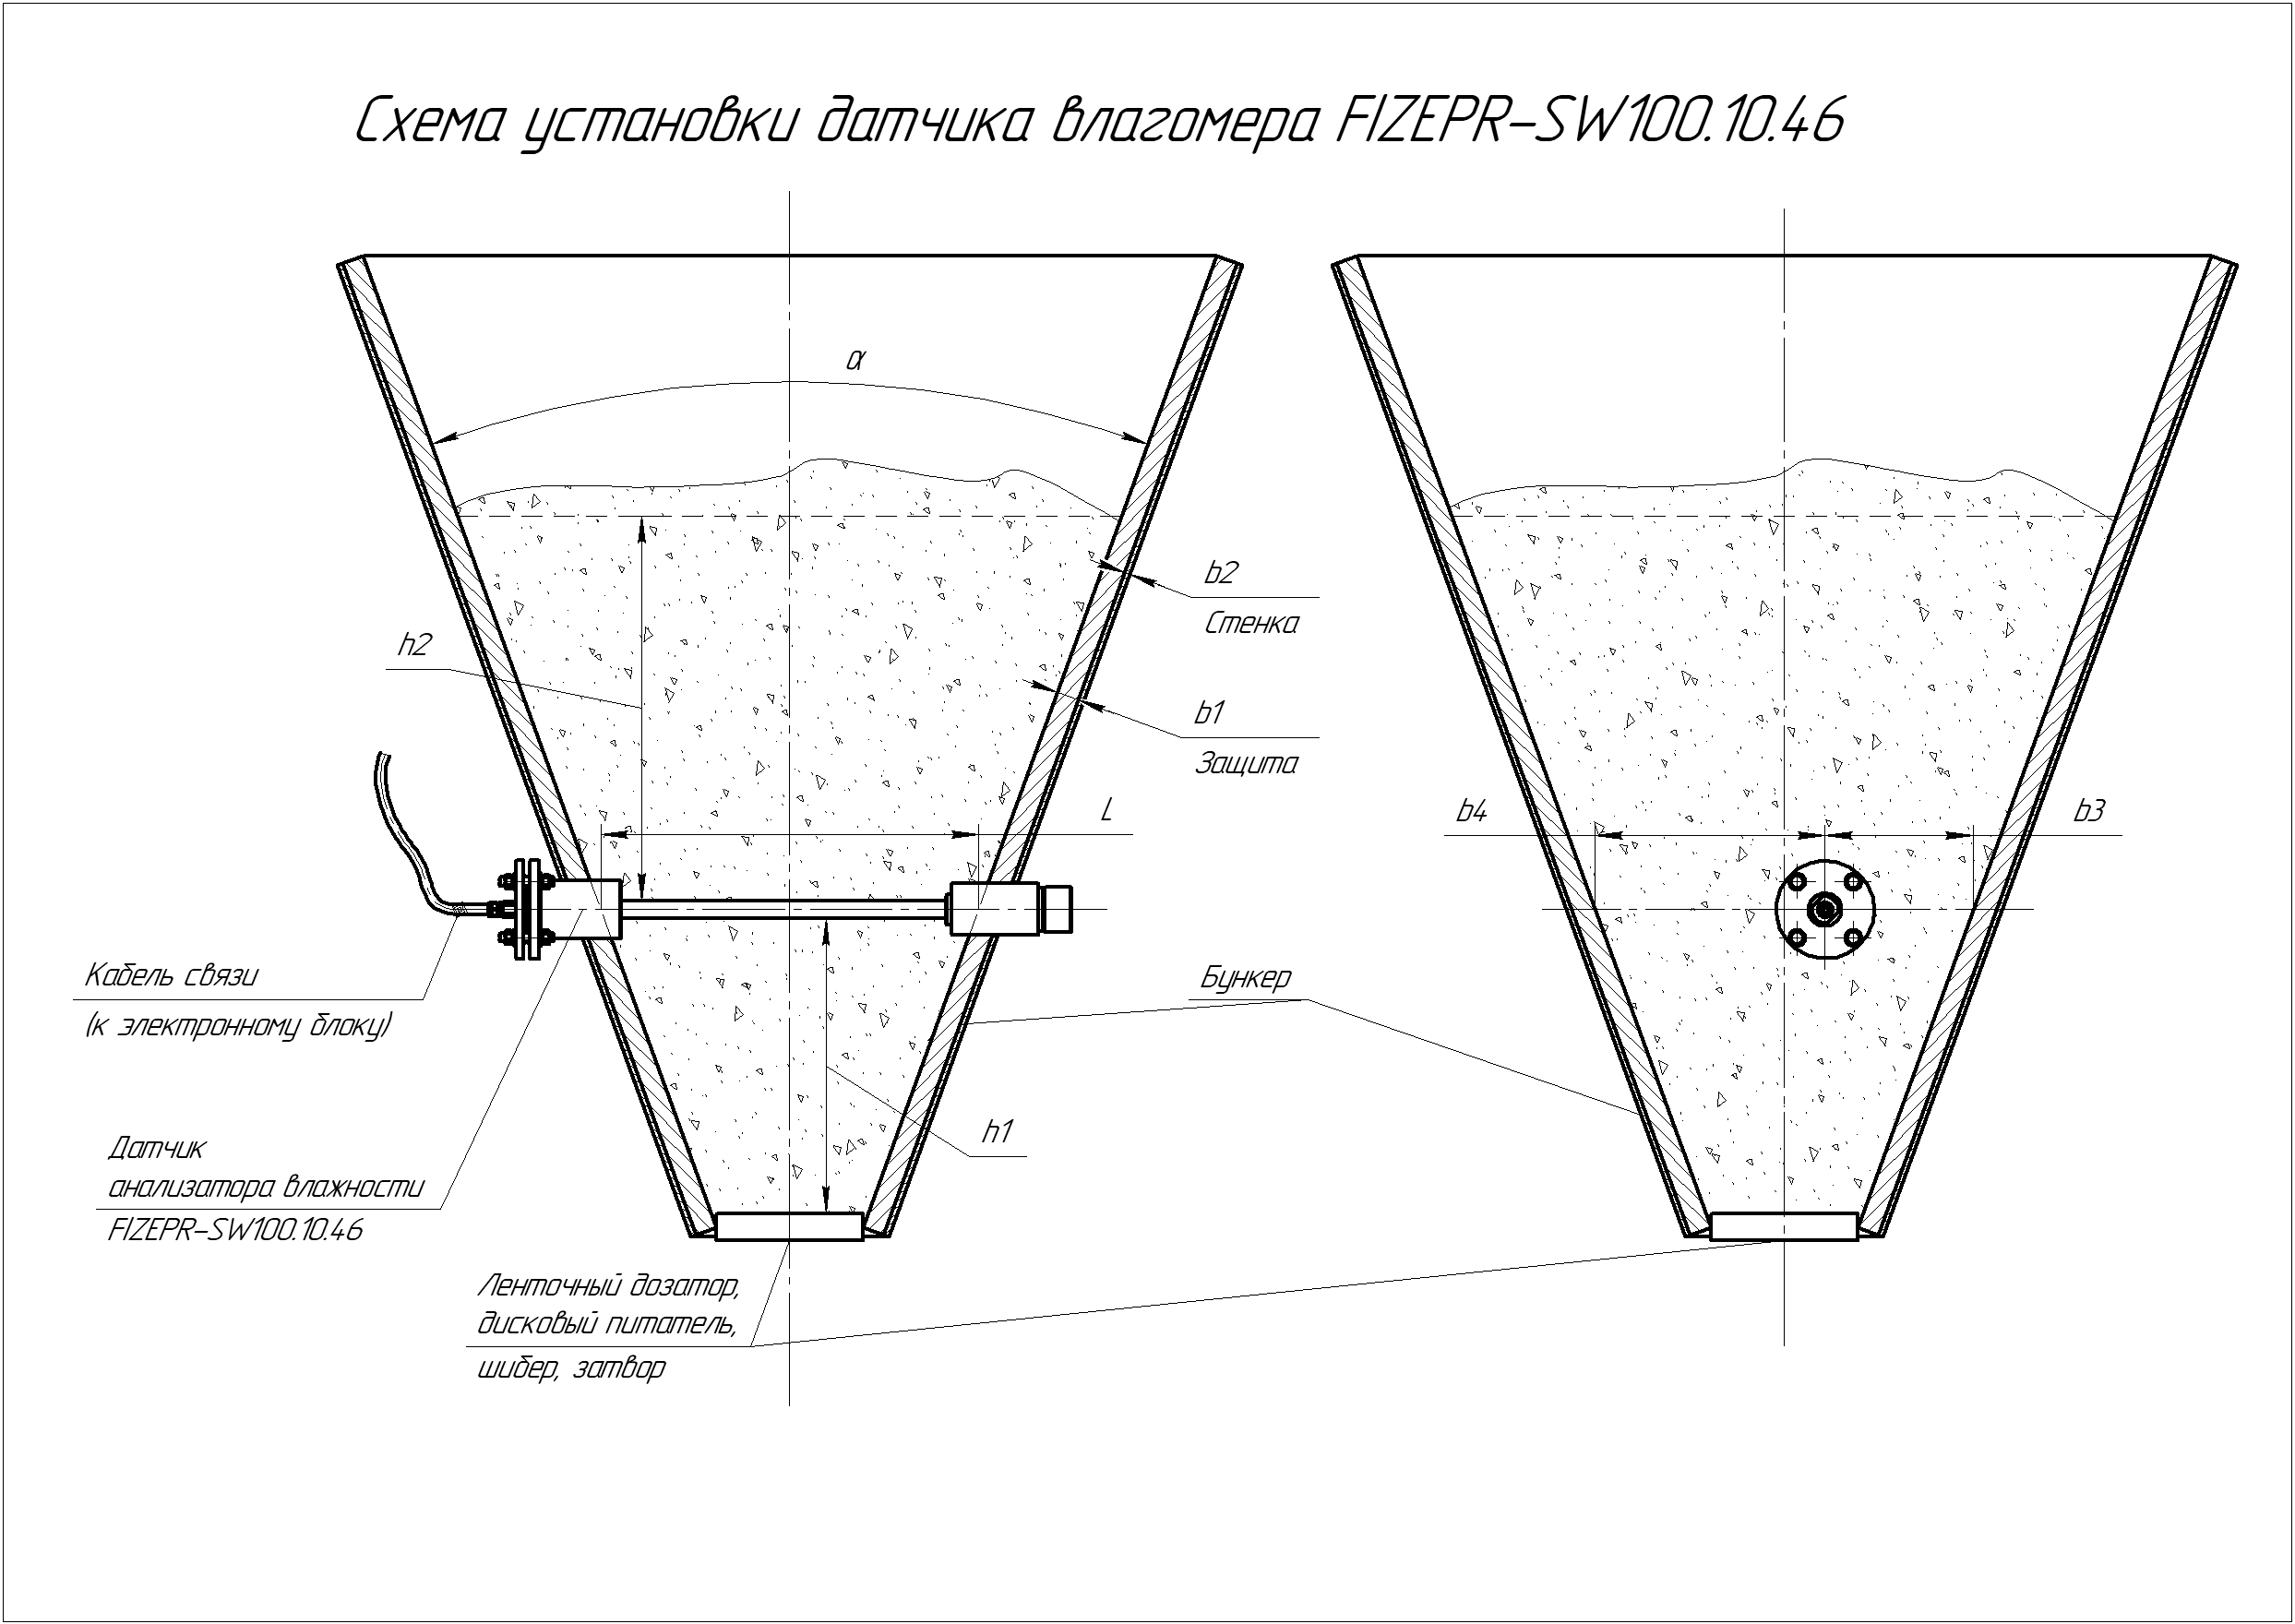 Схема установки датчика влагомера FIZEPR-SW100.10.46
α
b2
Стенка
h2
b1
Защита
L
b4
b3
Кабель связи
(к электронному блоку)
Бункер
h1
Датчик
анализатора влажности
FIZEPR-SW100.10.46
Ленточный дозатор,
дисковый питатель,
шибер, затвор